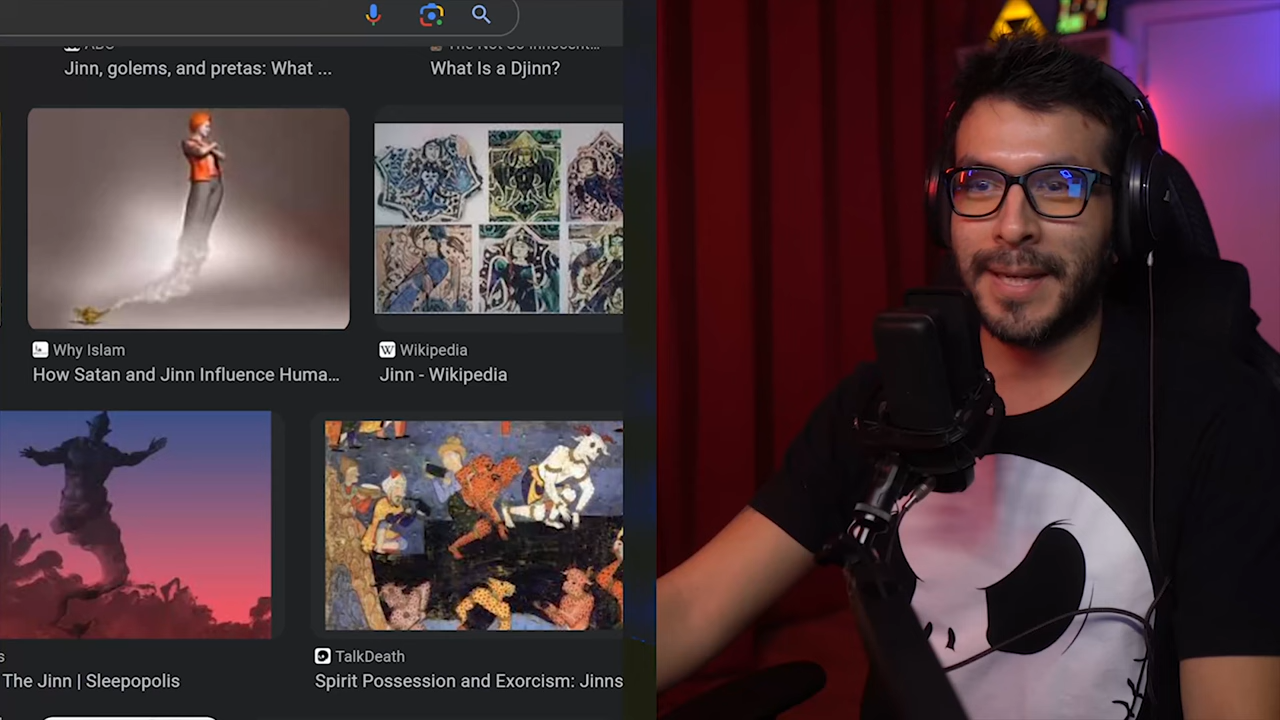 Jinn, golems, and pretas: What ...
What Is a Djinn?
Why Islam
How Satan and Jinn Influence Huma...
W Wikipedia
Jinn - Wikipedia
The Jinn | Sleepopolis
TalkDeath
Spirit Possession and Exorcism: Jinns